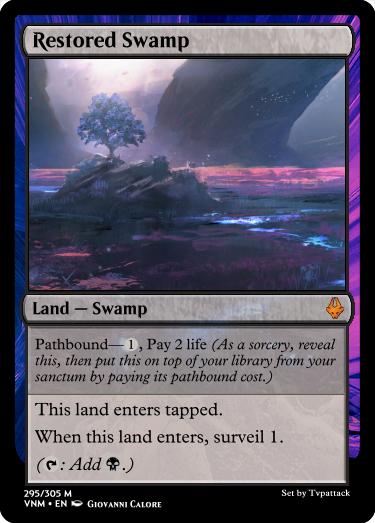 Restored Swamp
Land — Swamp
Pathbound—1, Pay 2 life (As a sorcery, reveal
this, then put this on top of your library from your
sanctum by paying its pathbound cost.)
This land enters tapped.
When this land enters, surveil 1.
(: Add .)
295/305 M
VNM • EN Giovanni Calore
Set by Tvpattack